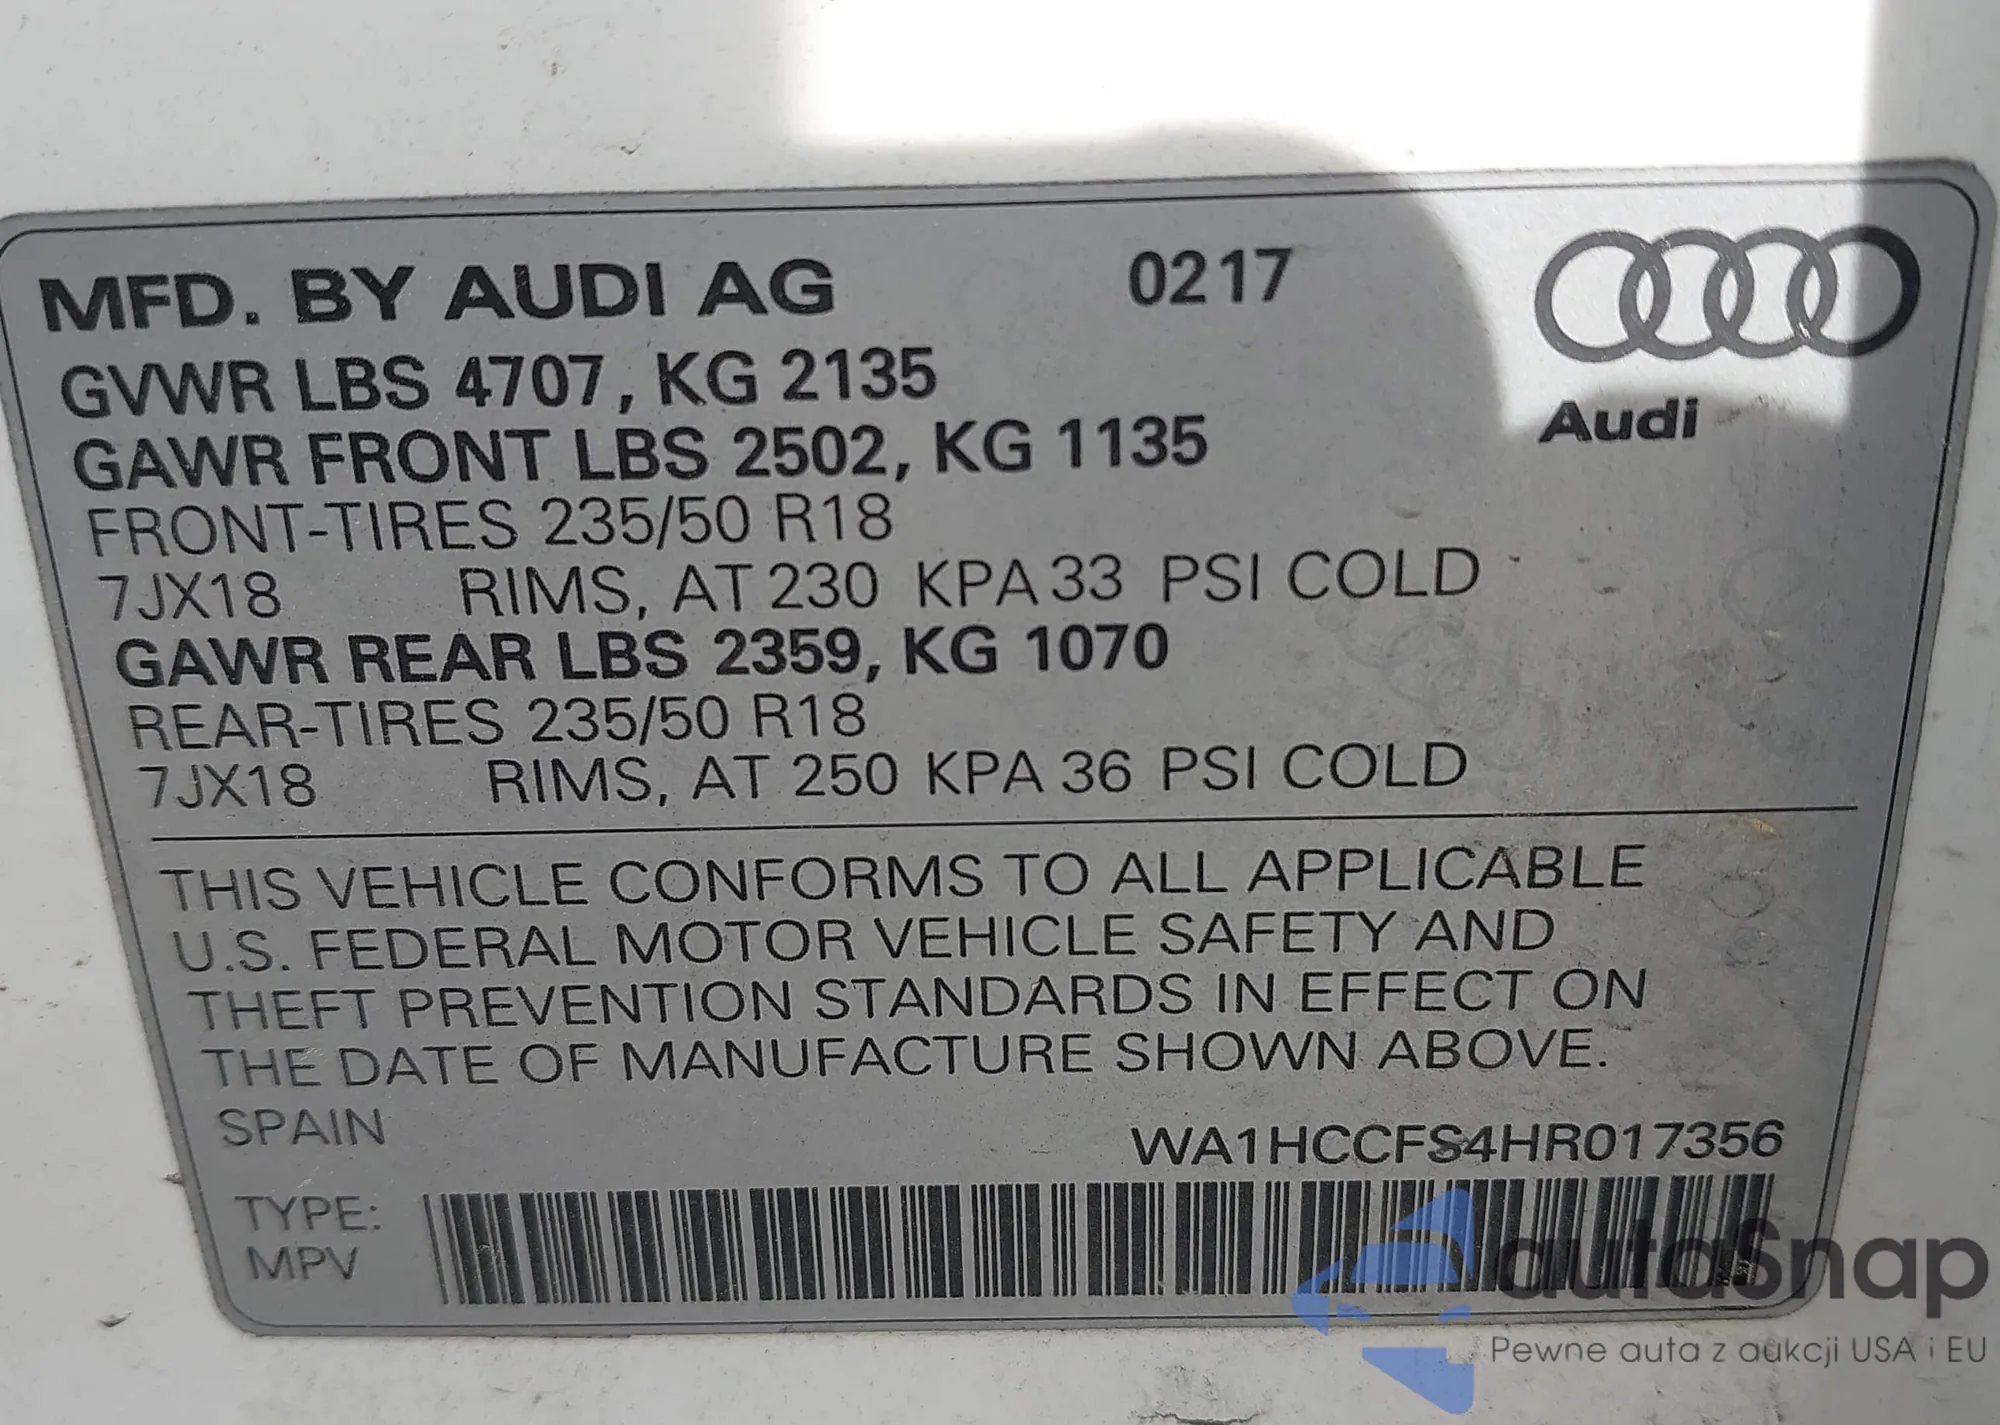 MFD. BY AUDI AG 0217
GVWR LBS 4707, KG 2135
GAWR FRONT LBS 2502, KG 1135
Audi
FRONT-TIRES 235/50 R18
7JX18 RIMS, AT 230 KPA 33 PSI COLD
GAWR REAR LBS 2359, KG 1070
REAR-TIRES 235/50 R18
7JX18 RIMS, AT 250 KPA 36 PSI COLD
THIS VEHICLE CONFORMS TO ALL APPLICABLE
U.S. FEDERAL MOTOR VEHICLE SAFETY AND
THEFT PREVENTION STANDARDS IN EFFECT ON
THE DATE OF MANUFACTURE SHOWN ABOVE.
SPAIN
WA1HCCFS4HR017356
TYPE:
MPV
autaSnap
Pewne auta z aukcji USA i EU